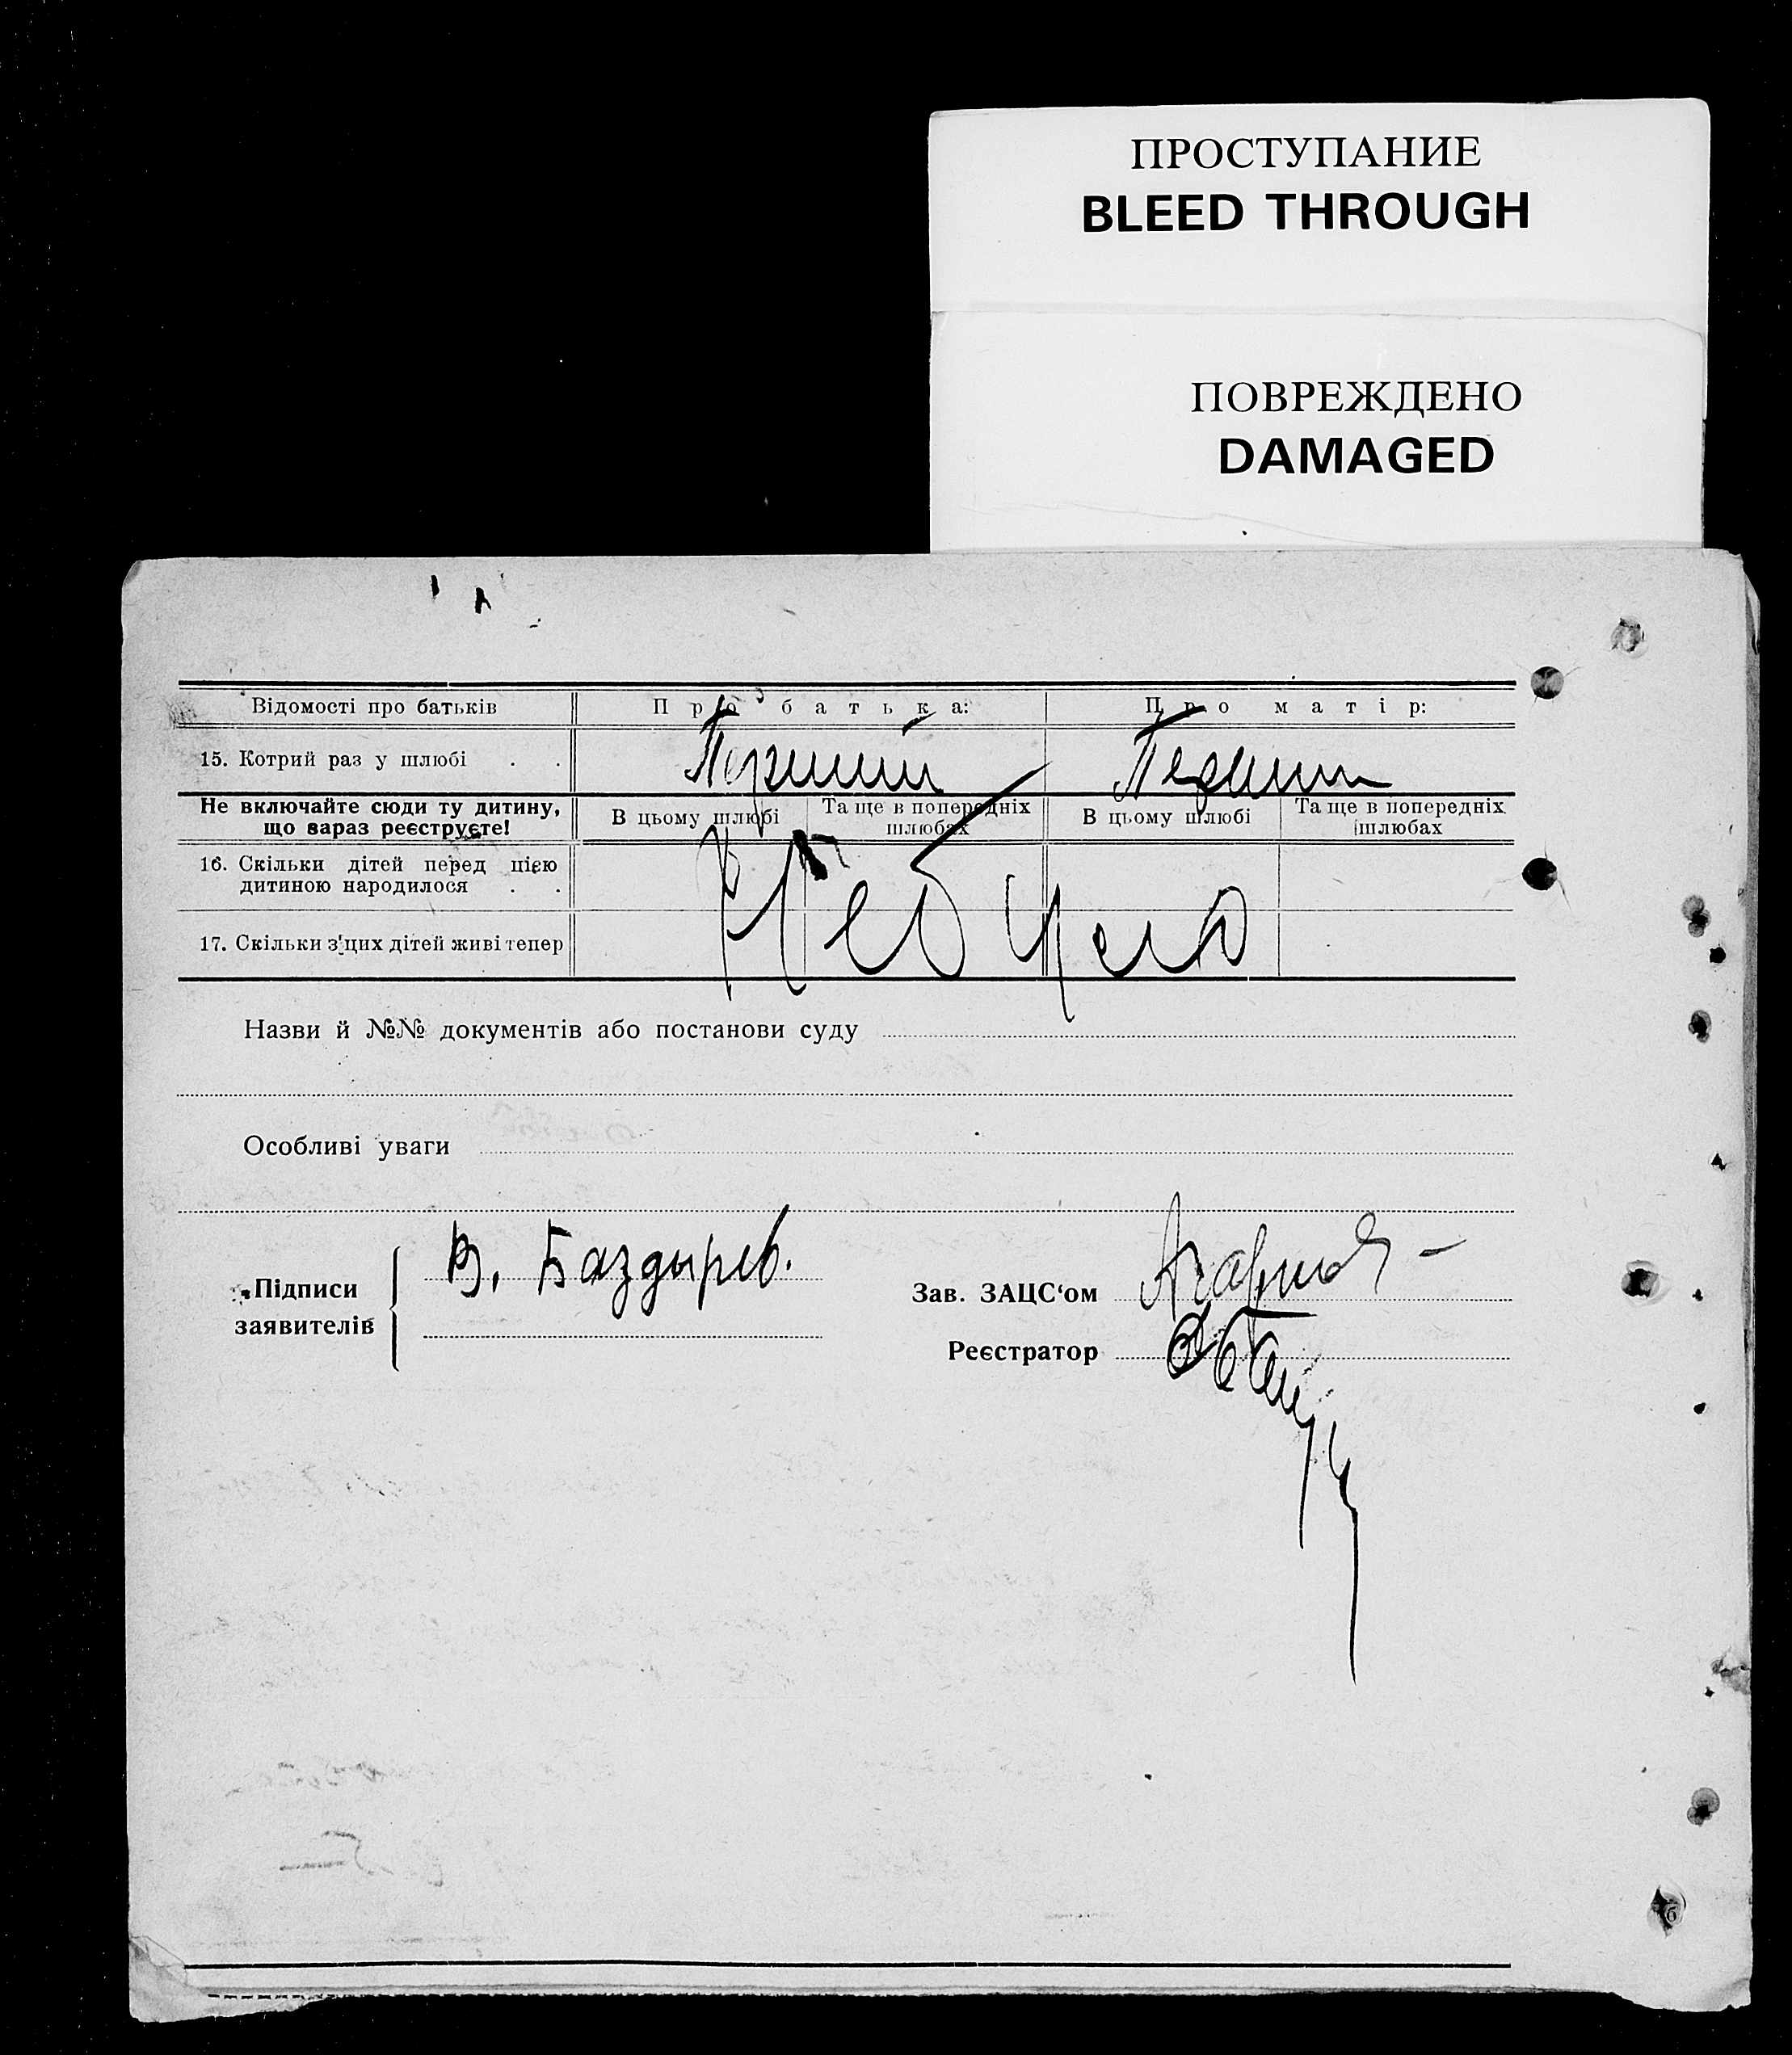 ПРОСТУПАНИЕ
BLEED THROUGH
ПОВРЕЖДЕНО
DAMAGED
Відомості про батьків Про батька: Про матір:
15. Котрий раз у шлюбі . . Перший Перший
Не включайте сюди ту дитину, що зараз реєструєте! В цьому шлюбі Та ще в попередніх шлюбах В цьому шлюбі Та ще в попередніх шлюбах
16. Скільки дітей перед цією
дитиною народилося . .
17. Скільки з'цих дітей живі тепер
Назви й №№ документів або постанови суду
Особливі уваги
Підписи заявителів В. Баздырев.
Зав. ЗАЦС'ом
Реєстратор